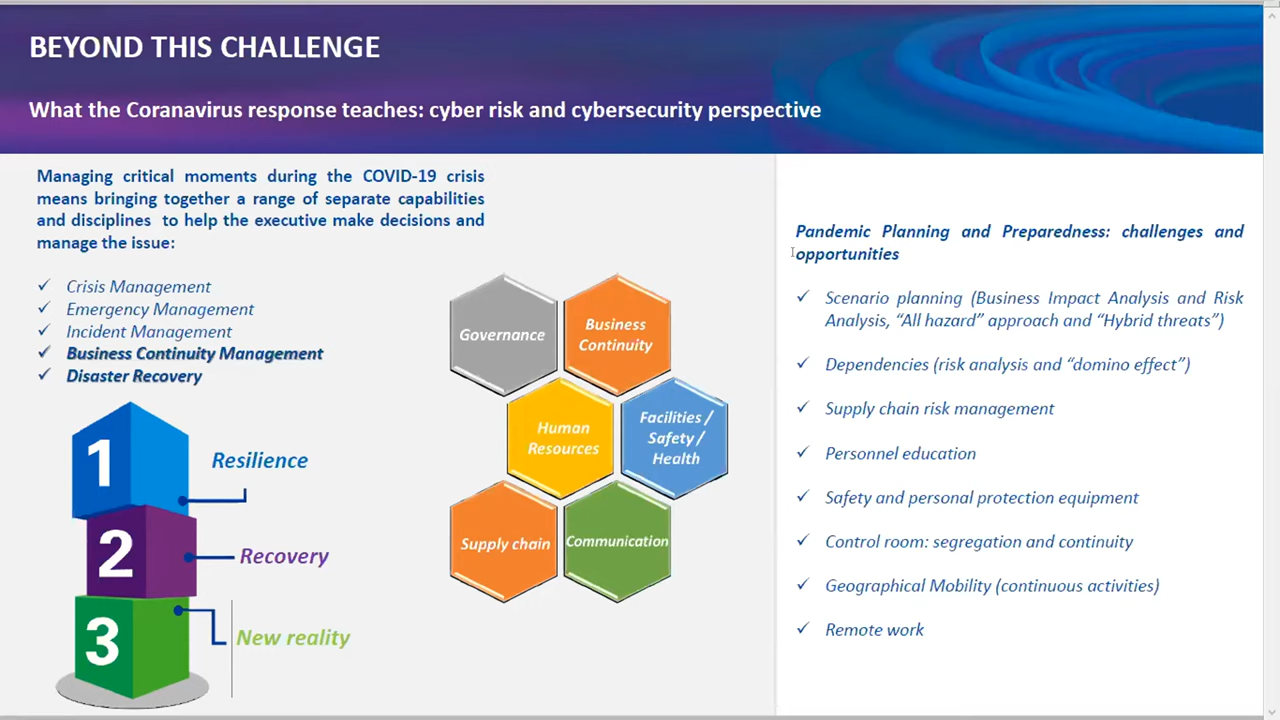 BEYOND THIS CHALLENGE
What the Coranavirus response teaches: cyber risk and cybersecurity perspective
Managing critical moments during the COVID-19 crisis
means bringing together a range of separate capabilities
and disciplines to help the executive make decisions and
manage the issue:
✓ Crisis Management
✓ Emergency Management
✓ Incident Management
✓ Business Continuity Management
✓ Disaster Recovery
1
Resilience
2
Recovery
3
New reality
Governance
Business
Continuity
Human
Resources
Facilities /
Safety /
Health
Supply chain
Communication
Pandemic Planning and Preparedness: challenges and
opportunities
✓ Scenario planning (Business Impact Analysis and Risk
Analysis, “All hazard” approach and “Hybrid threats”)
✓ Dependencies (risk analysis and “domino effect”)
✓ Supply chain risk management
✓ Personnel education
✓ Safety and personal protection equipment
✓ Control room: segregation and continuity
✓ Geographical Mobility (continuous activities)
✓ Remote work